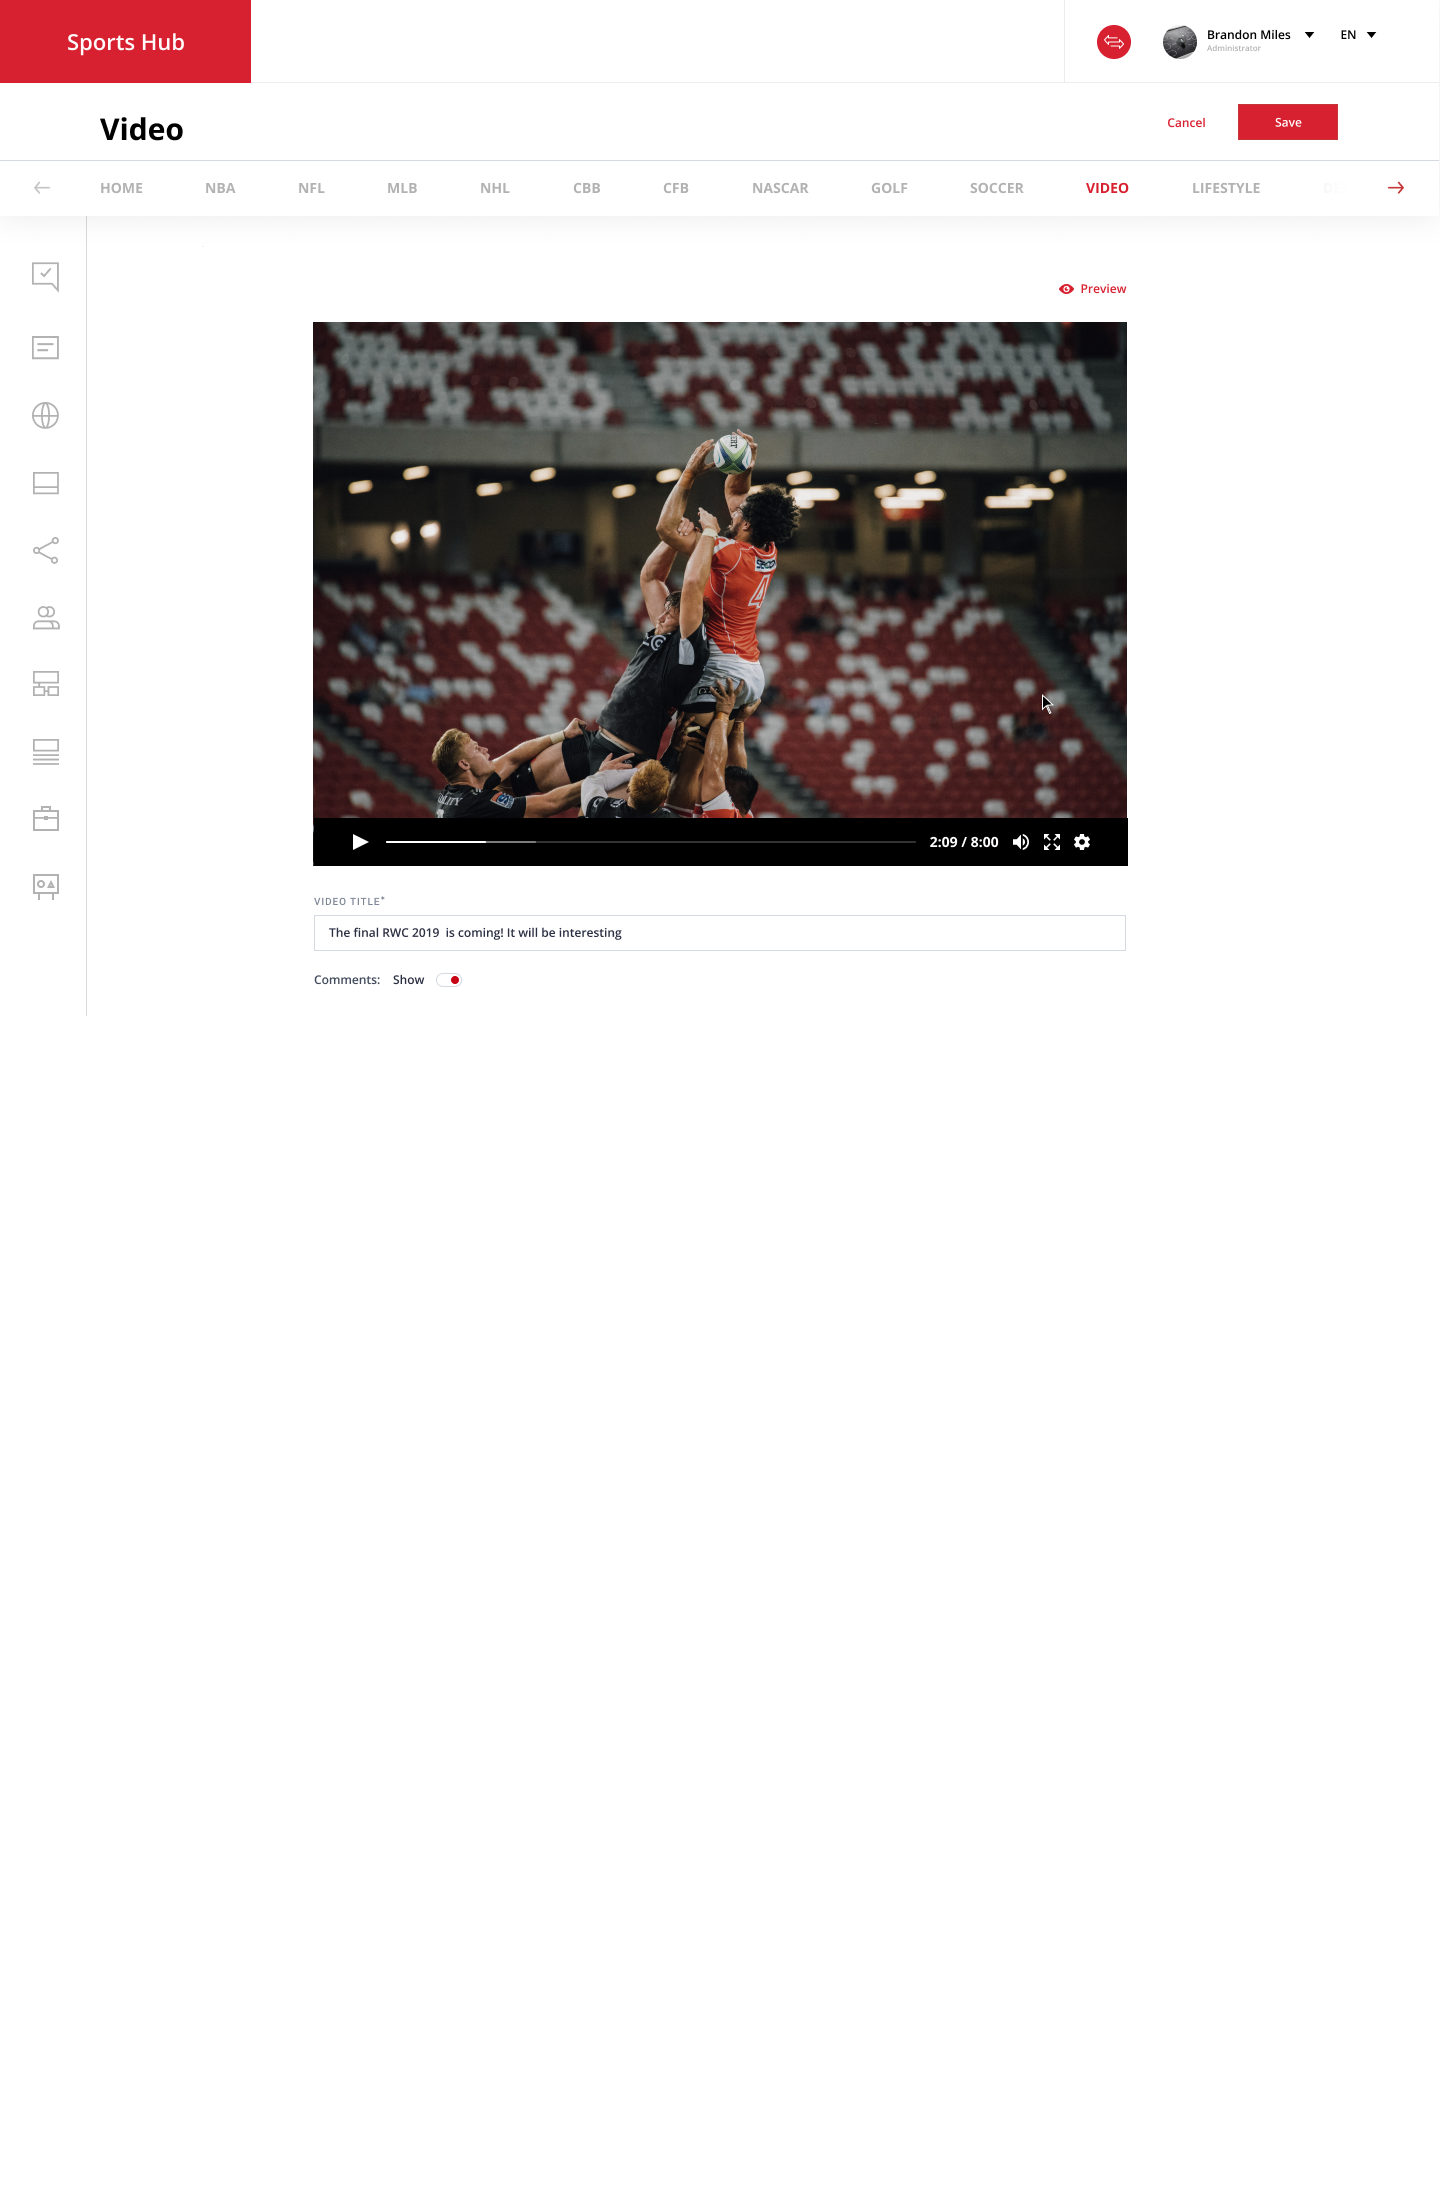 Sports Hub
Brandon Miles
Administrator
EN
Video
Cancel
Save
HOME NBA NFL MLB NHL CBB CFB NASCAR GOLF SOCCER VIDEO LIFESTYLE
Preview
4
2:09 / 8:00
VIDEO TITLE*
The final RWC 2019  is coming! It will be interesting
Comments: Show